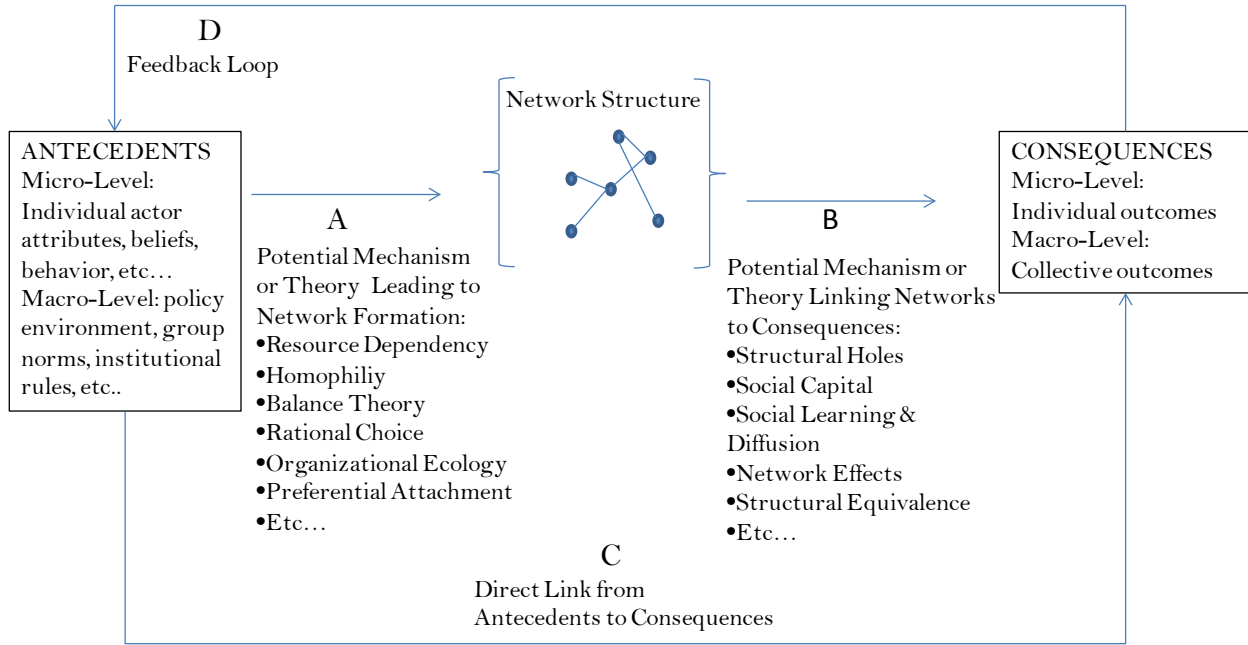 D
Feedback Loop
Network Structure
ANTECEDENTS
Micro-Level:
Individual actor
attributes, beliefs,
behavior, etc…
Macro-Level: policy
environment, group
norms, institutional
rules, etc..
A
Potential Mechanism
or Theory Leading to
Network Formation:
•Resource Dependency
•Homophiliy
•Balance Theory
•Rational Choice
•Organizational Ecology
•Preferential Attachment
•Etc…
B
Potential Mechanism or
Theory Linking Networks
to Consequences:
•Structural Holes
•Social Capital
•Social Learning &
Diffusion
•Network Effects
•Structural Equivalence
•Etc…
CONSEQUENCES
Micro-Level:
Individual outcomes
Macro-Level:
Collective outcomes
C
Direct Link from
Antecedents to Consequences